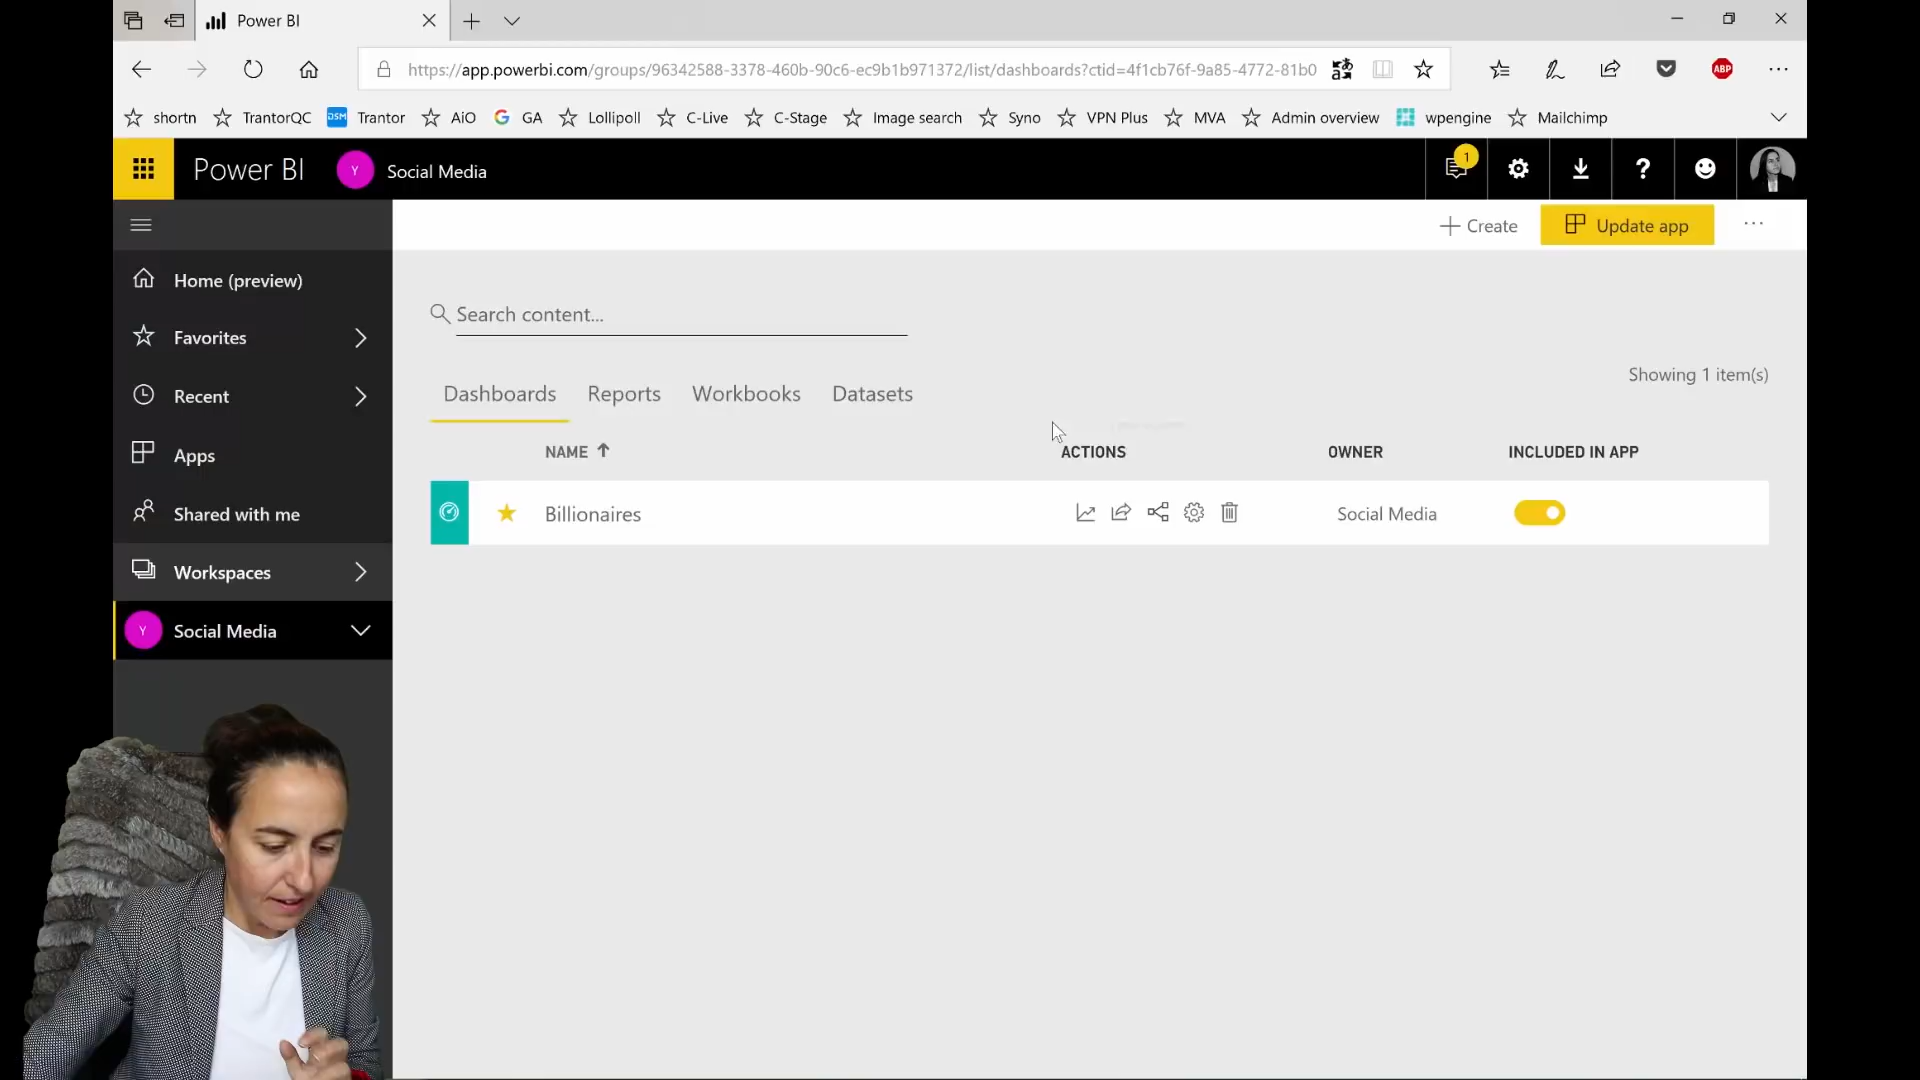 Power BI
https://app.powerbi.com/groups/96342588-3378-460b-90c6-ec9b1b971372/list/dashboards?ctid=4f1cb76f-9a85-4772-81b0
ABP
shortn TrantorQC DSM Trantor AiO G GA Lollipoll C-Live C-Stage Image search Syno VPN Plus MVA Admin overview wpengine Mailchimp
Power BI Y Social Media 1 ?
Create Update app ...
Home (preview)
Search content...
Favorites
Showing 1 item(s)
Dashboards Reports Workbooks Datasets
Recent
NAME ACTIONS OWNER INCLUDED IN APP
Apps
Billionaires Social Media
Shared with me
Workspaces
Y Social Media